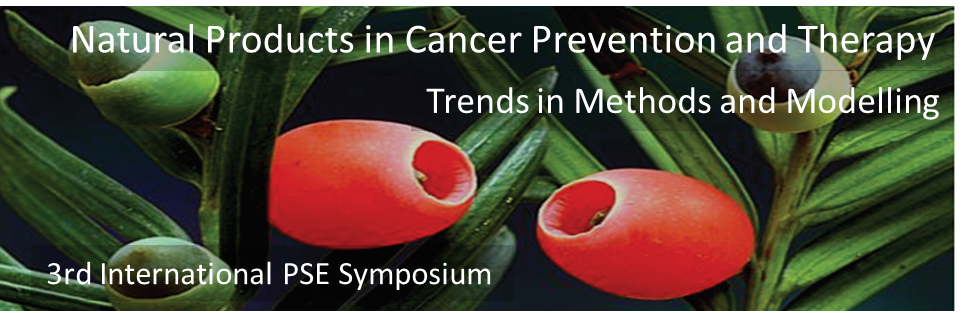 Natural Products in Cancer Prevention and Therapy
Trends in Methods and Modelling
3rd International PSE Symposium